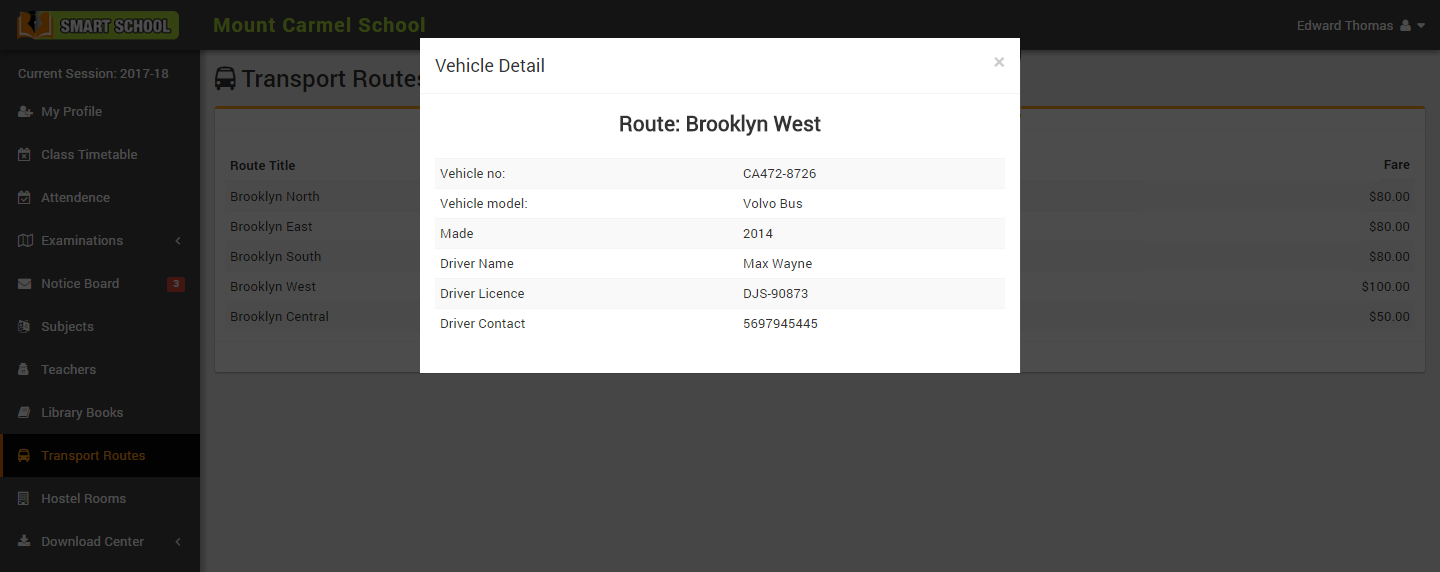 SMART SCHOOL
Mount Carmel School
Edward Thomas
Current Session: 2017-18
My Profile
Class Timetable
Attendence
Examinations
Notice Board 3
Subjects
Teachers
Library Books
Transport Routes
Hostel Rooms
Download Center
Transport Routes
Route Title Fare
Brooklyn North $80.00
Brooklyn East $80.00
Brooklyn South $80.00
Brooklyn West $100.00
Brooklyn Central $50.00
Vehicle Detail ×
Route: Brooklyn West
Vehicle no: CA472-8726
Vehicle model: Volvo Bus
Made 2014
Driver Name Max Wayne
Driver Licence DJS-90873
Driver Contact 5697945445